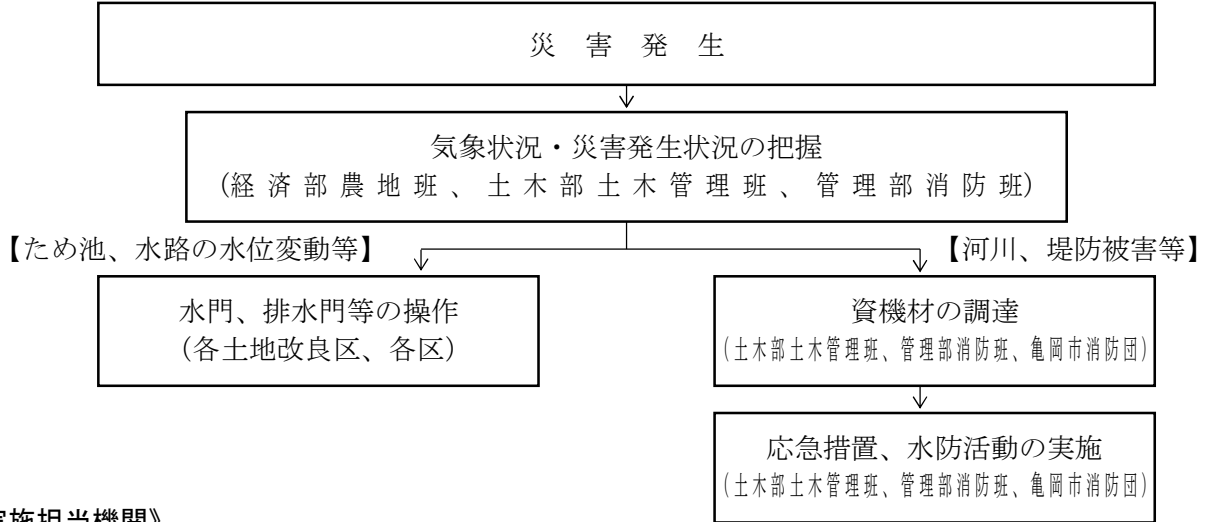 災害発生
気象状況・災害発生状況の把握
(経済部農地班、土木部土木管理班、管理部消防班)
【ため池、水路の水位変動等】
【河川、堤防被害等】
水門、排水門等の操作
(各土地改良区、各区)
資機材の調達
(土木部土木管理班、管理部消防班、亀岡市消防団)
応急措置、水防活動の実施
(土木部土木管理班、管理部消防班、亀岡市消防団)
実施担当機関》